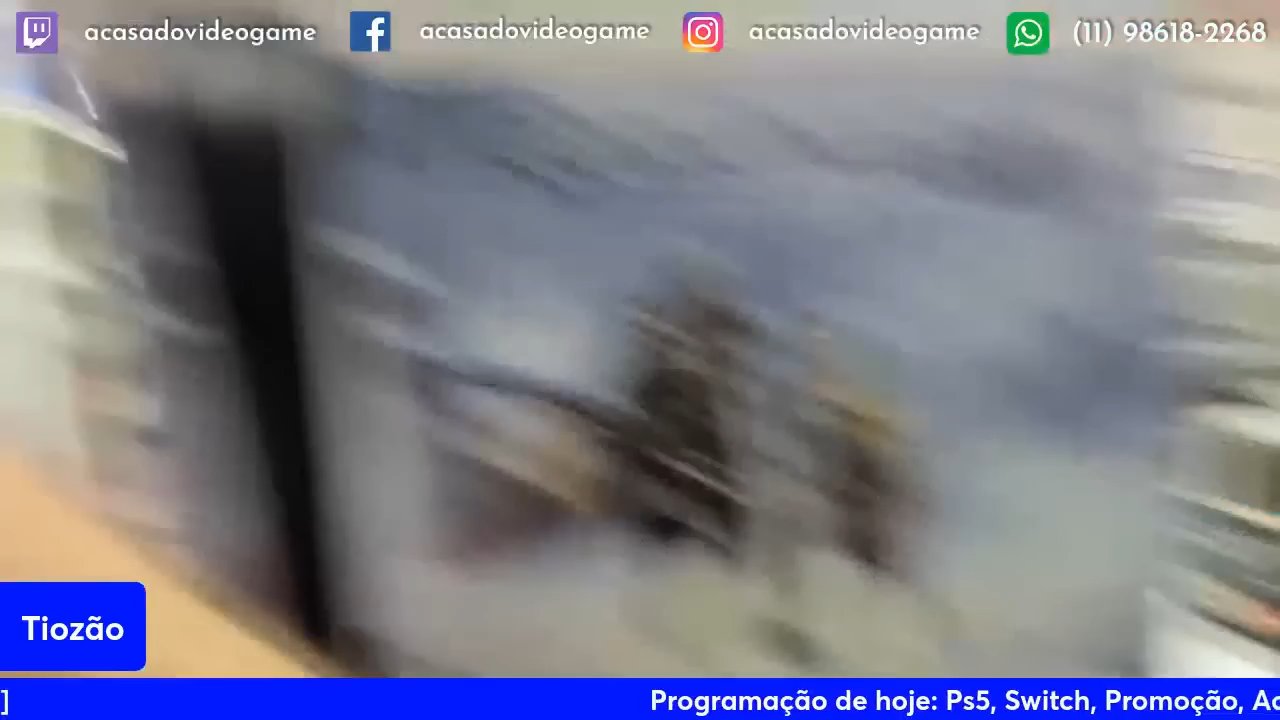 acasadovideogame acasadovideogame acasadovideogame (11) 98618-2268
Tiozão
] Programação de hoje: Ps5, Switch, Promoção,